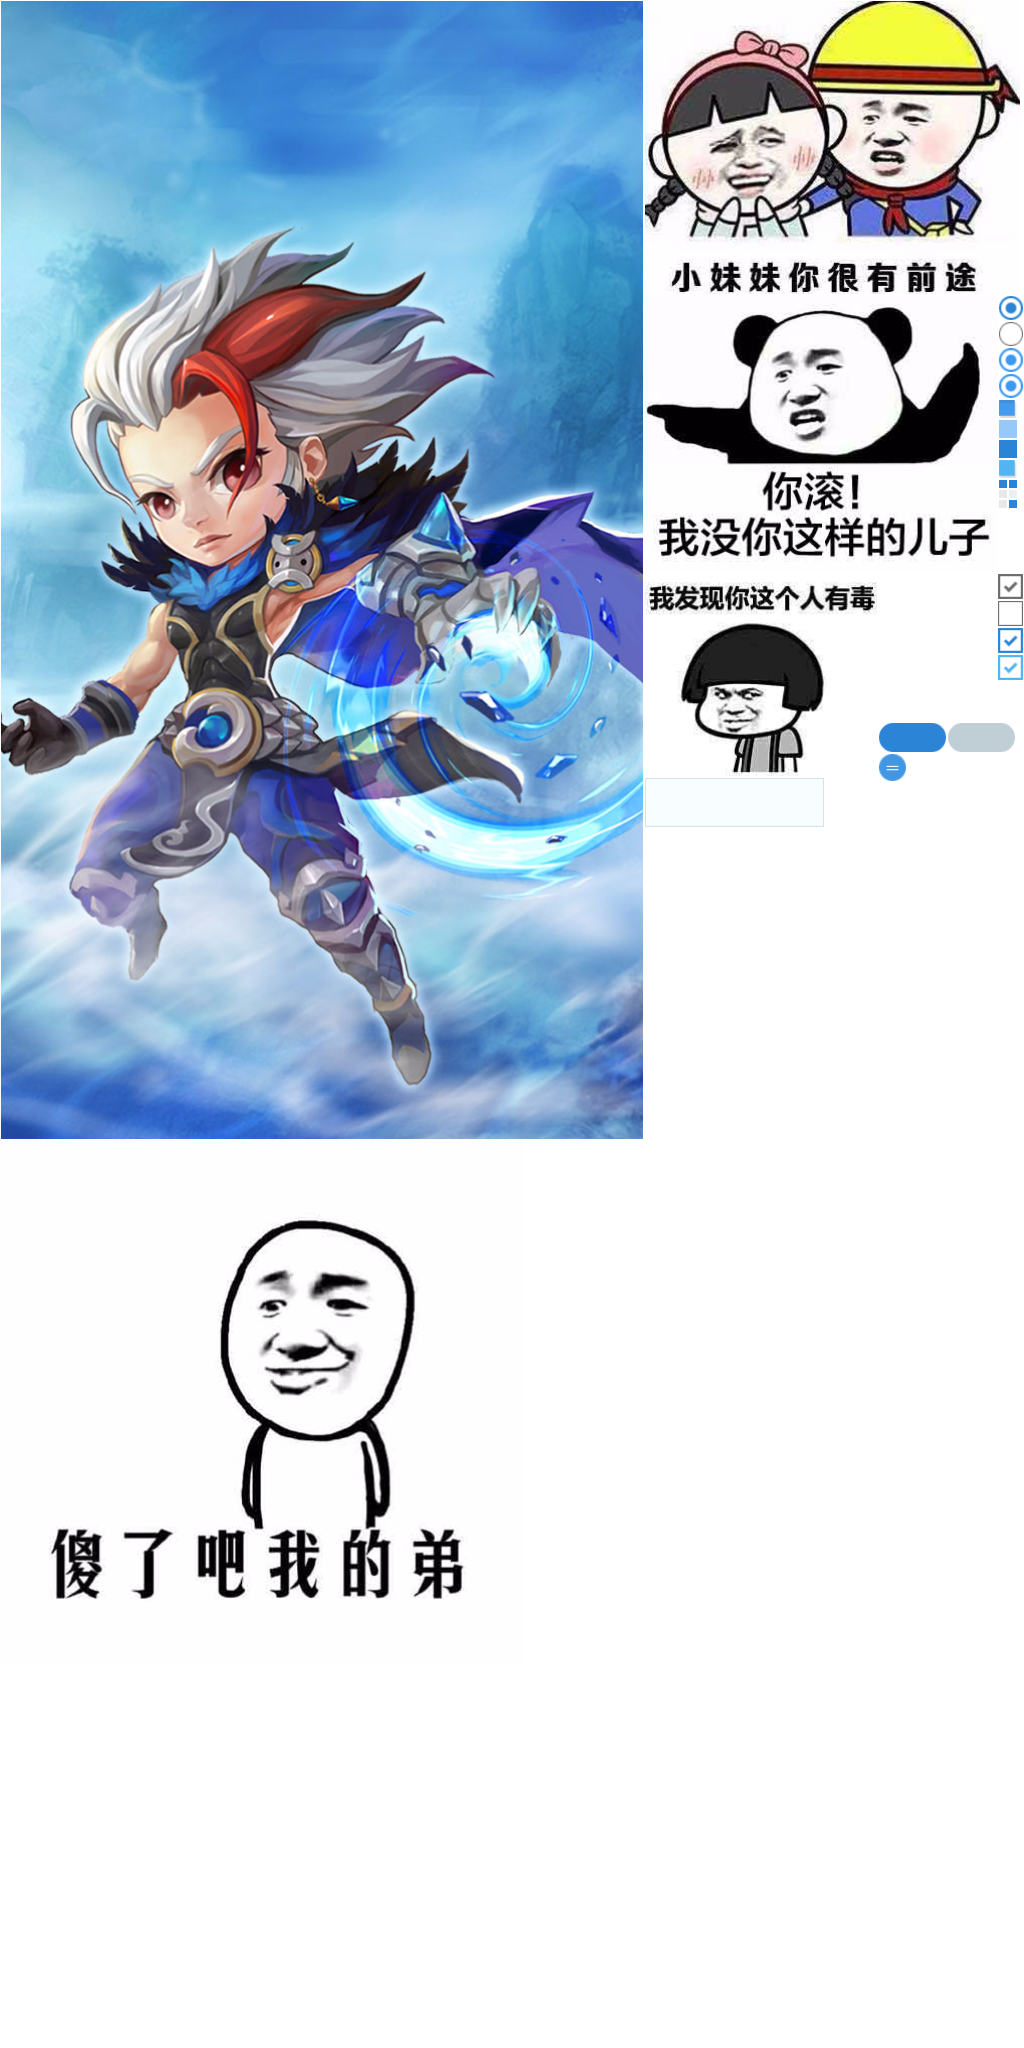 小妹妹你很有前途
你滚!
我没你这样的儿子
我发现你这个人有毒
傻了吧我的弟